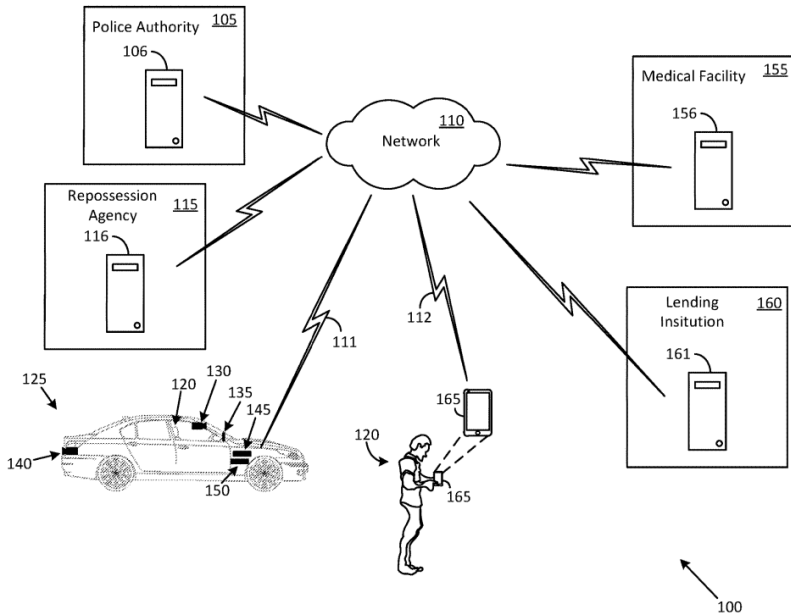 Police Authority 105
106
Network 110
Medical Facility 155
156
Repossession
Agency 115
116
111
112
Lending
Insitution 160
161
125
120
130
135
145
140
150
165
120
165
100